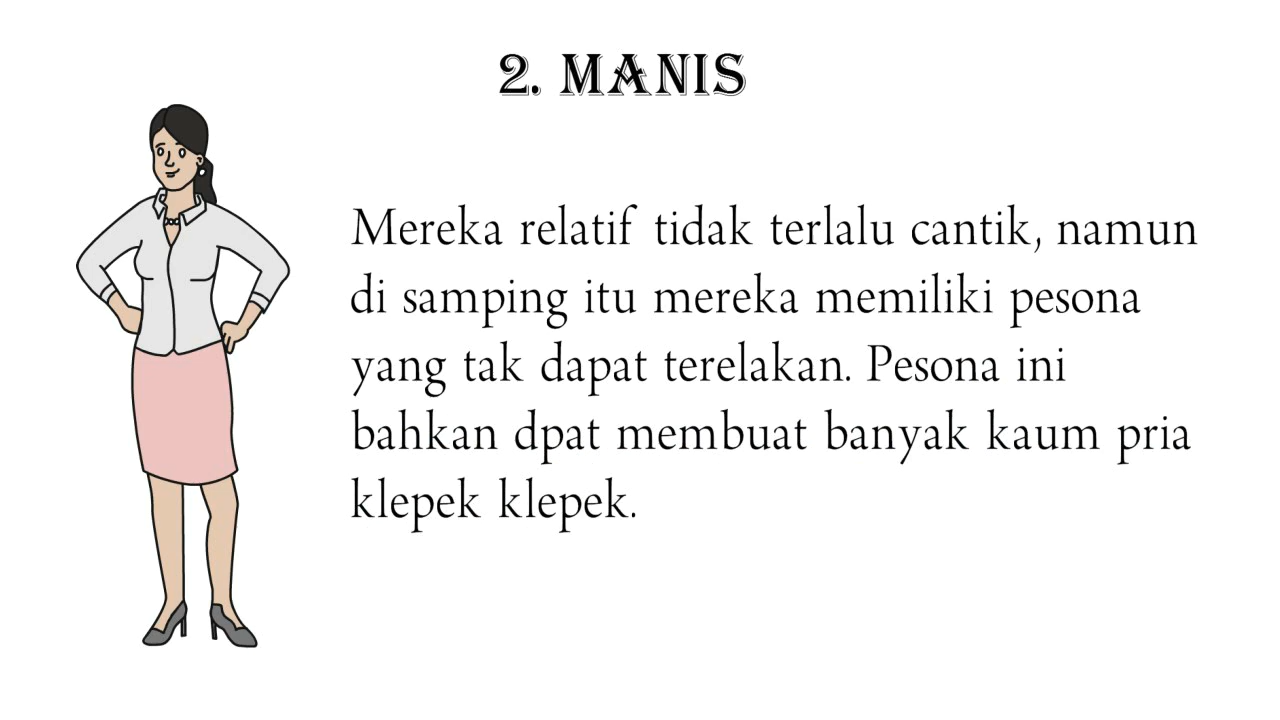 2. MANIS
Mereka relatif tidak terlalu cantik, namun
di samping itu mereka memiliki pesona
yang tak dapat terelakan. Pesona ini
bahkan dpat membuat banyak kaum pria
klepek klepek.